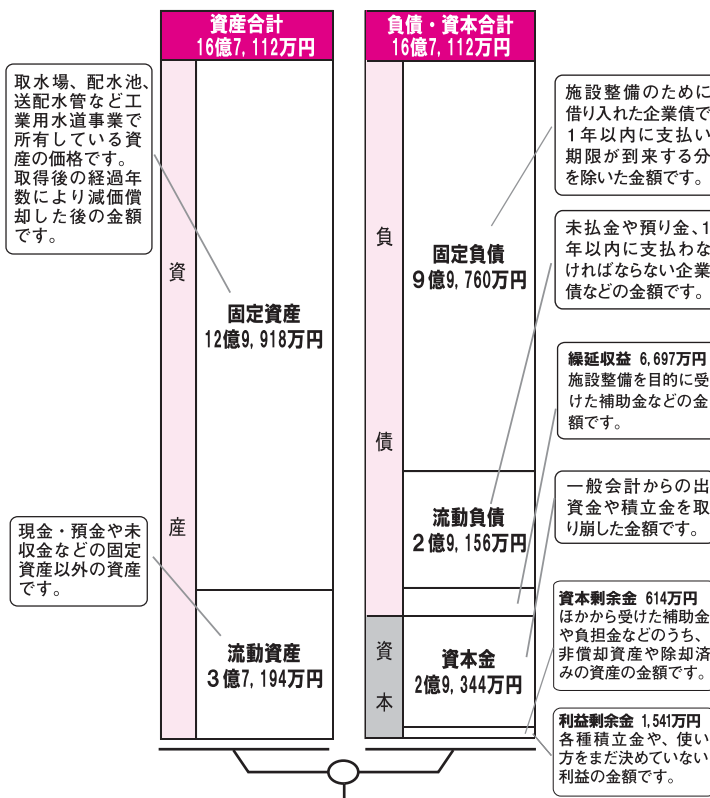 資産合計
16億7,112万円
負債・資本合計
16億7,112万円
取水場、配水池、
送配水管など工
業用水道事業で
所有している資
産の価格です。
取得後の経過年
数により減価償
却した後の金額
です。
資
産
固定資産
12億9,918万円
現金・預金や未
収金などの固定
資産以外の資産
です。
流動資産
3億7,194万円
負
債
固定負債
9億9,760万円
流動負債
2億9,156万円
資
本
資本金
2億9,344万円
施設整備のために
借り入れた企業債で
1年以内に支払い
期限が到来する分
を除いた金額です。
未払金や預り金、1
年以内に支払わな
ければならない企業
債などの金額です。
繰延収益 6,697万円
施設整備を目的に受
けた補助金などの金
額です。
一般会計からの出
資金や積立金を取
り崩した金額です。
資本剰余金 614万円
ほかから受けた補助金
や負担金などのうち、
非償却資産や除却済
みの資産の金額です。
利益剰余金 1,541万円
各種積立金や、使い
方をまだ決めていない
利益の金額です。